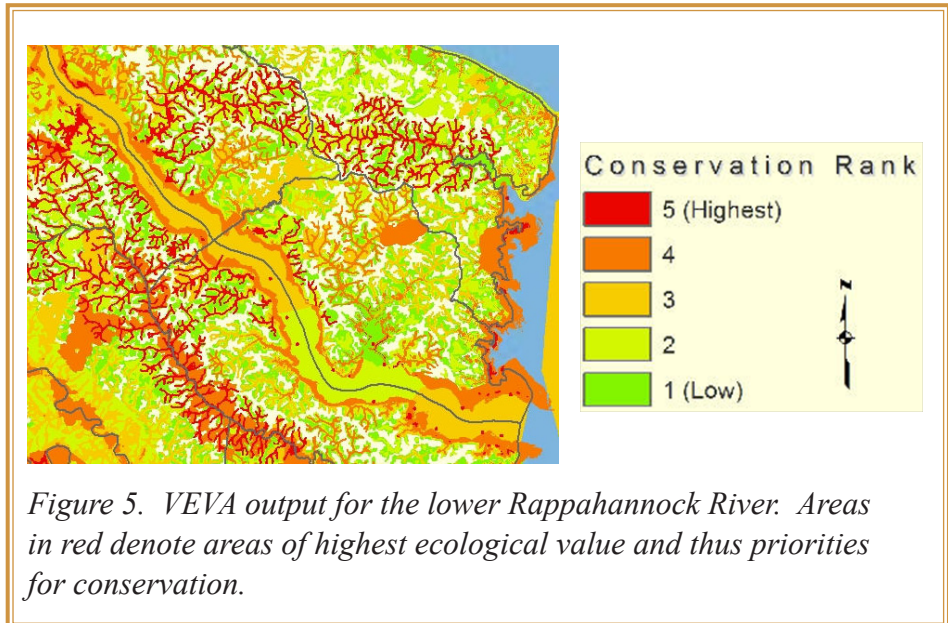 Conservation Rank
5 (Highest)
4
3
2
1 (Low)
N
Figure 5. VEVA output for the lower Rappahannock River. Areas
in red denote areas of highest ecological value and thus priorities
for conservation.